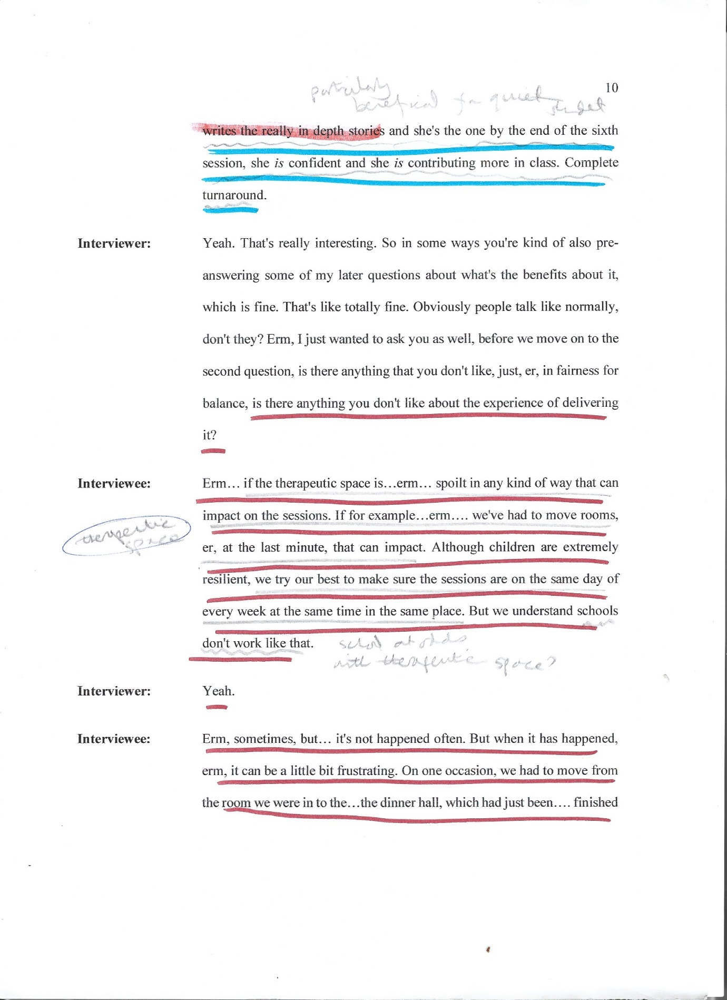 10
particularly
beneficial for quiet
student
writes the really in depth stories and she's the one by the end of the sixth
session, she is confident and she is contributing more in class. Complete
turnaround.
Interviewer: Yeah. That's really interesting. So in some ways you're kind of also pre-
answering some of my later questions about what's the benefits about it,
which is fine. That's like totally fine. Obviously people talk like normally,
don't they? Erm, I just wanted to ask you as well, before we move on to the
second question, is there anything that you don't like, just, er, in fairness for
balance, is there anything you don't like about the experience of delivering
it?
Interviewee: Erm… if the therapeutic space is…erm… spoilt in any kind of way that can
impact on the sessions. If for example…erm…. we've had to move rooms,
therapeutic
space
er, at the last minute, that can impact. Although children are extremely
resilient, we try our best to make sure the sessions are on the same day of
every week at the same time in the same place. But we understand schools
don't work like that.
school at odds
with therapeutic space?
Interviewer: Yeah.
Interviewee: Erm, sometimes, but… it's not happened often. But when it has happened,
erm, it can be a little bit frustrating. On one occasion, we had to move from
the room we were in to the…the dinner hall, which had just been…. finished